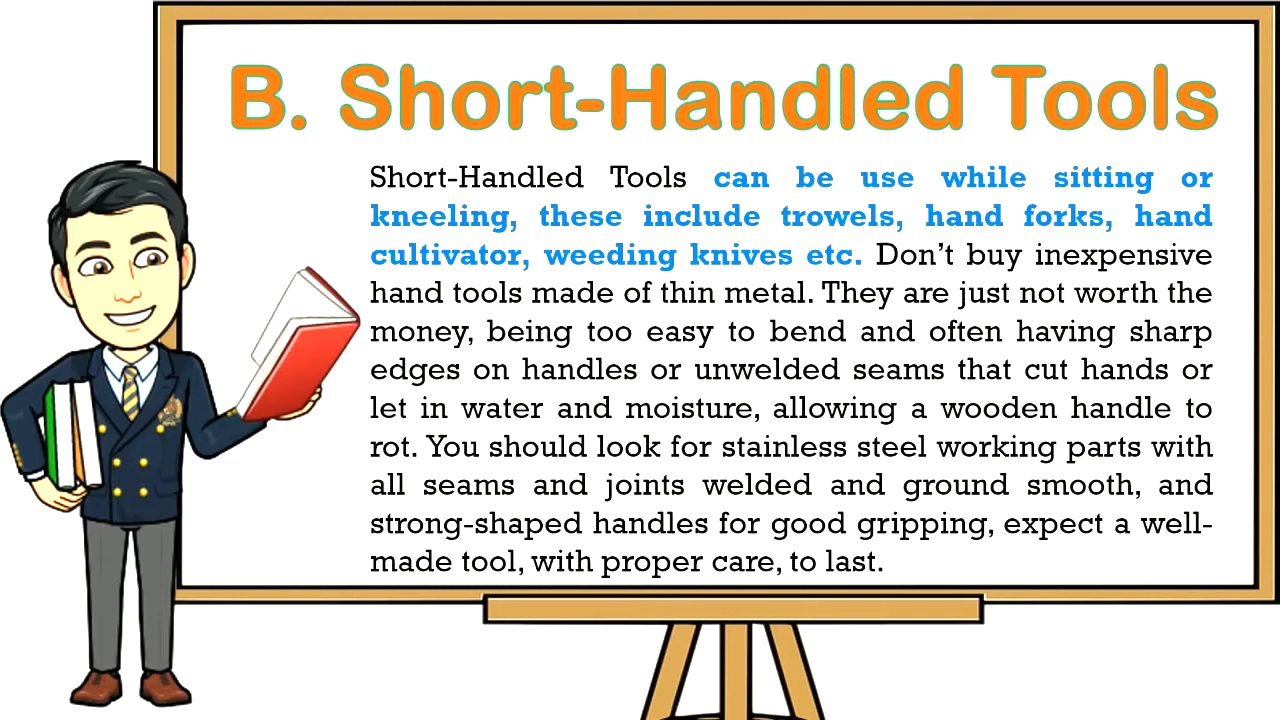 B. Short-Handled Tools
Short-Handled Tools can be use while sitting or
kneeling, these include trowels, hand forks, hand
cultivator, weeding knives etc. Don’t buy inexpensive
hand tools made of thin metal. They are just not worth the
money, being too easy to bend and often having sharp
edges on handles or unwelded seams that cut hands or
let in water and moisture, allowing a wooden handle to
rot. You should look for stainless steel working parts with
all seams and joints welded and ground smooth, and
strong-shaped handles for good gripping, expect a well-
made tool, with proper care, to last.